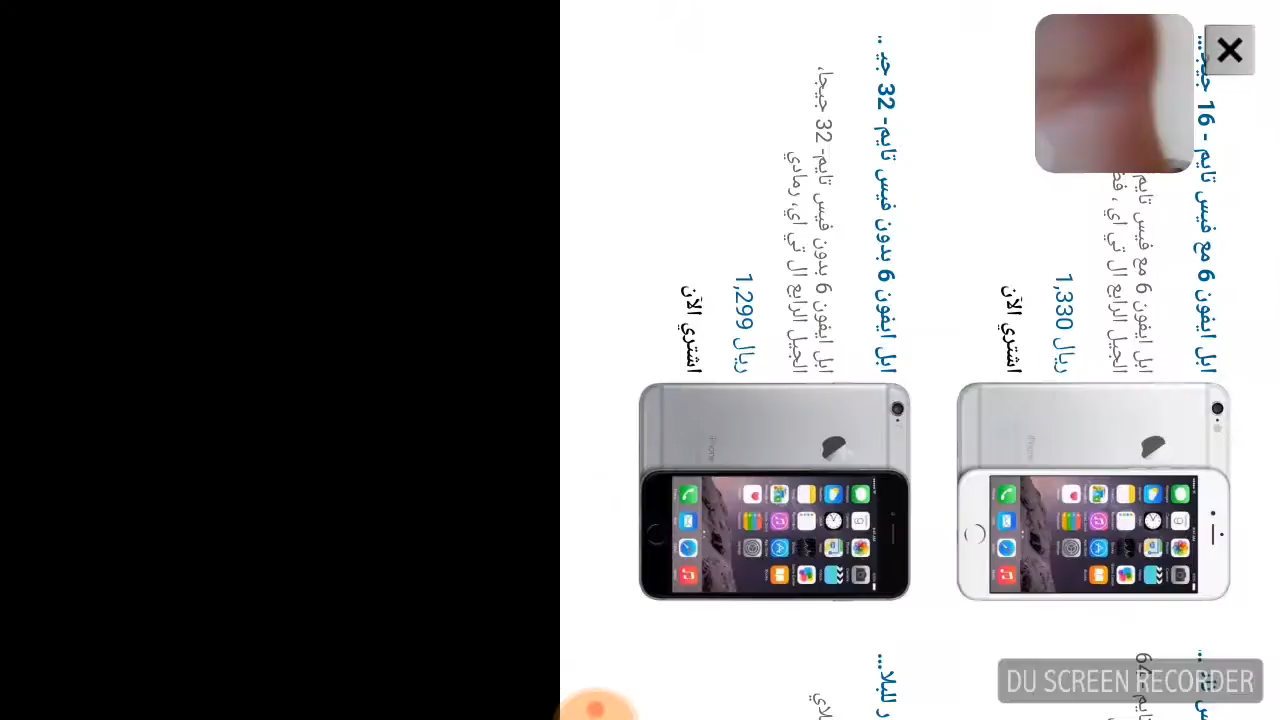 ابل ايفون 6 مع فيس تايم - 16 جيجـ...
ابل ايفون 6 مع فيس تايم
الجيل الرابع ال تي اي ،
ريال 1,330
اشتري الآن
ابل ايفون 6 بدون فيس تايم- 32 جيـ ..
ابل ايفون 6 بدون فيس تايم- 32 جيجا،
الجيل الرابع ال تي اي، رمادي
ريال 1,299
اشتري الآن
DU SCREEN RECORDER